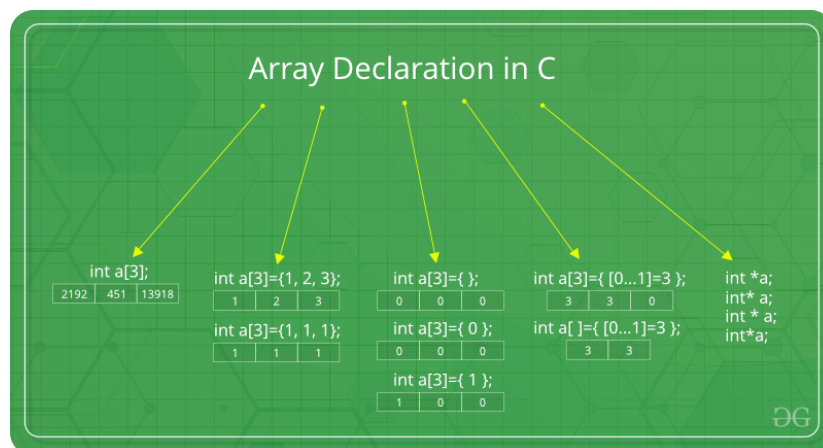 Array Declaration in C
int a[3];
2192 451 13918
int a[3]={1, 2, 3};
1 2 3
int a[3]={1, 1, 1};
1 1 1
int a[3]={ };
0 0 0
int a[3]={ 0 };
0 0 0
int a[3]={ 1 };
1 0 0
int a[3]={ [0...1]=3 };
3 3 0
int a[ ]={ [0...1]=3 };
3 3
int *a;
int* a;
int * a;
int*a;